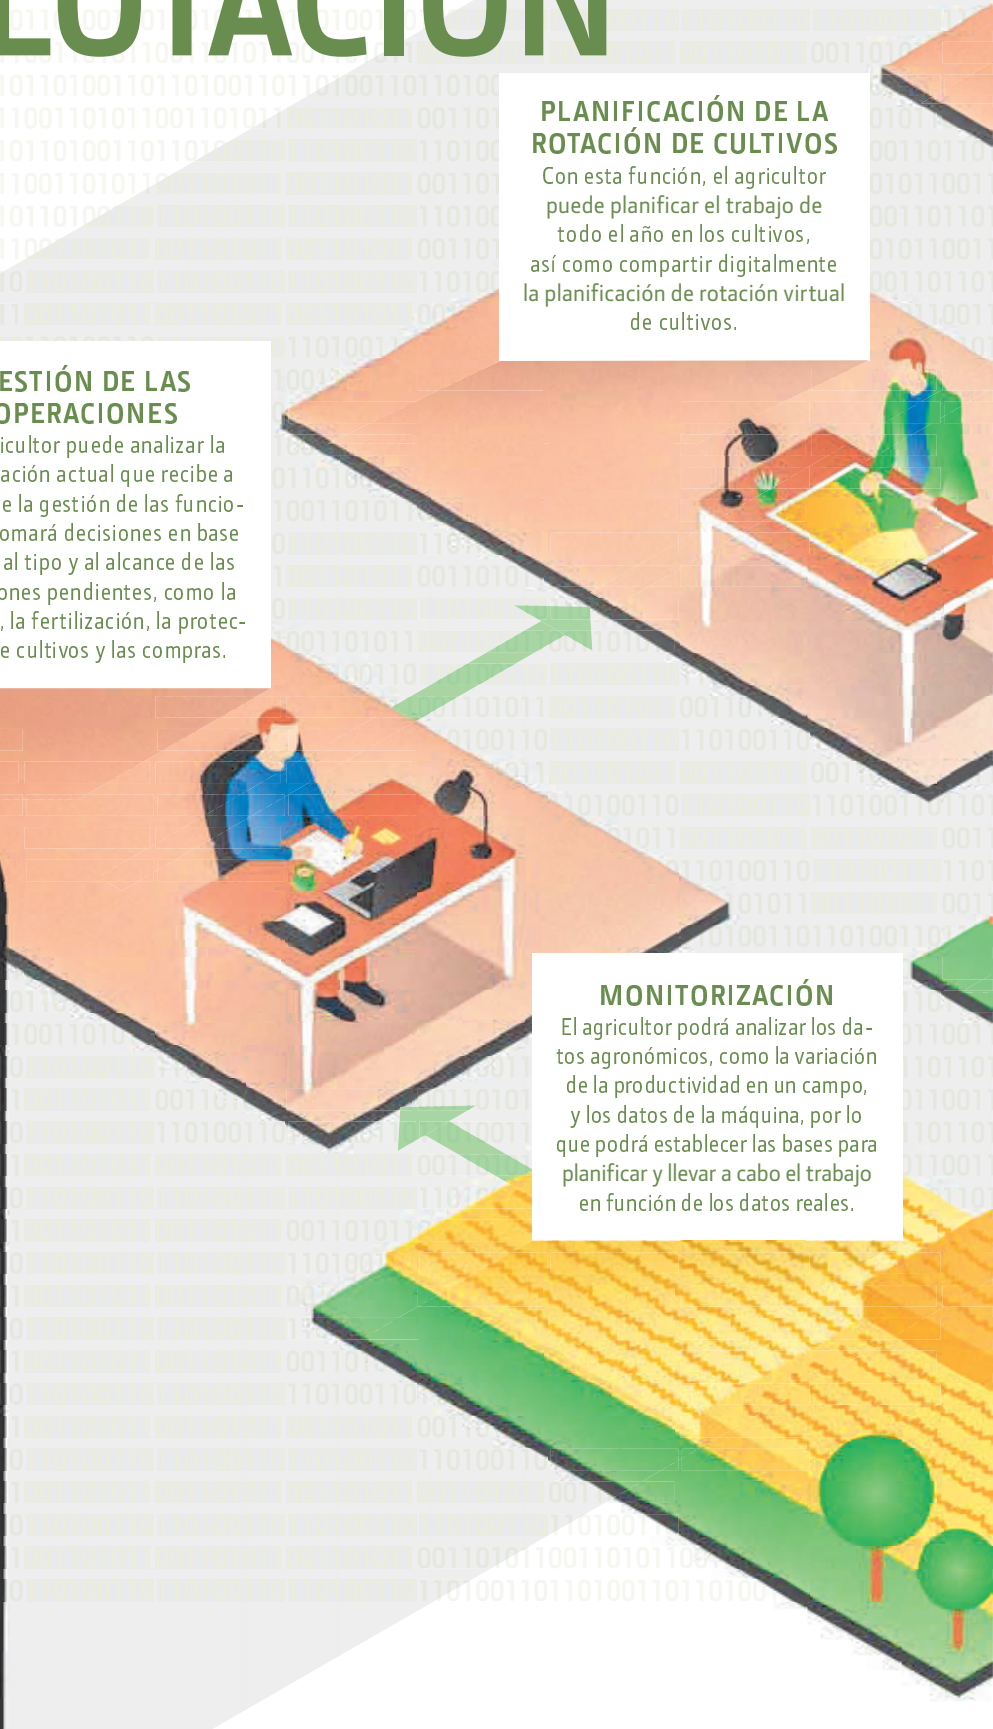 PLANIFICACIÓN DE LA
ROTACIÓN DE CULTIVOS
Con esta función, el agricultor
puede planificar el trabajo de
todo el año en los cultivos,
así como compartir digitalmente
la planificación de rotación virtual
de cultivos.
ESTIÓN DE LAS
OPERACIONES
icultor puede analizar la
ación actual que recibe a
e la gestión de las funcio-
omará decisiones en base
al tipo y al alcance de las
ones pendientes, como la
, la fertilización, la protec-
e cultivos y las compras.
MONITORIZACIÓN
El agricultor podrá analizar los da-
tos agronómicos, como la variación
de la productividad en un campo,
y los datos de la máquina, por lo
que podrá establecer las bases para
planificar y llevar a cabo el trabajo
en función de los datos reales.